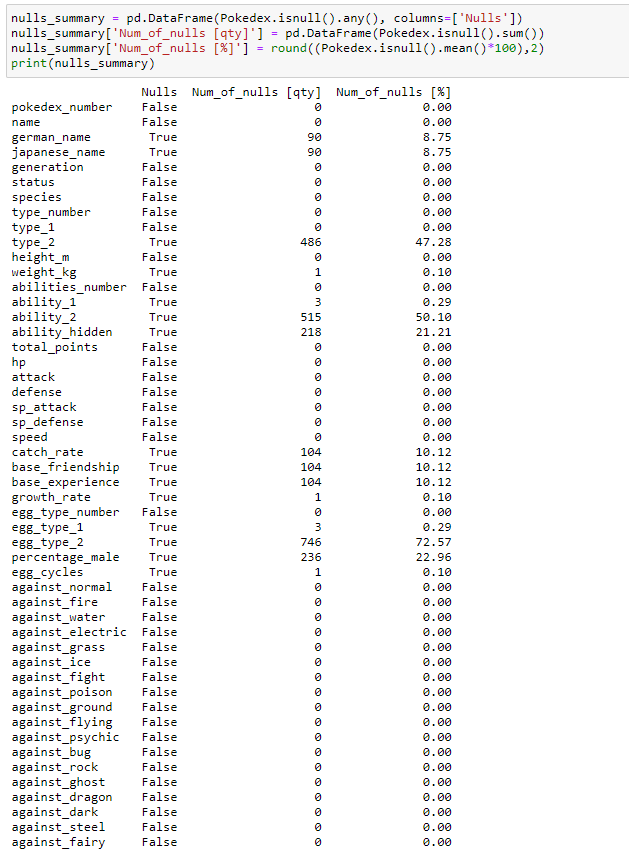 nulls_summary = pd.DataFrame(Pokedex.isnull().any(), columns=['Nulls'])
nulls_summary['Num_of_nulls [qty]'] = pd.DataFrame(Pokedex.isnull().sum())
nulls_summary['Num_of_nulls [%]'] = round((Pokedex.isnull().mean()*100),2)
print(nulls_summary)
Nulls Num_of_nulls [qty] Num_of_nulls [%]
pokedex_number False 0 0.00
name False 0 0.00
german_name True 90 8.75
japanese_name True 90 8.75
generation False 0 0.00
status False 0 0.00
species False 0 0.00
type_number False 0 0.00
type_1 False 0 0.00
type_2 True 486 47.28
height_m False 0 0.00
weight_kg True 1 0.10
abilities_number False 0 0.00
ability_1 True 3 0.29
ability_2 True 515 50.10
ability_hidden True 218 21.21
total_points False 0 0.00
hp False 0 0.00
attack False 0 0.00
defense False 0 0.00
sp_attack False 0 0.00
sp_defense False 0 0.00
speed False 0 0.00
catch_rate True 104 10.12
base_friendship True 104 10.12
base_experience True 104 10.12
growth_rate True 1 0.10
egg_type_number False 0 0.00
egg_type_1 True 3 0.29
egg_type_2 True 746 72.57
percentage_male True 236 22.96
egg_cycles True 1 0.10
against_normal False 0 0.00
against_fire False 0 0.00
against_water False 0 0.00
against_electric False 0 0.00
against_grass False 0 0.00
against_ice False 0 0.00
against_fight False 0 0.00
against_poison False 0 0.00
against_ground False 0 0.00
against_flying False 0 0.00
against_psychic False 0 0.00
against_bug False 0 0.00
against_rock False 0 0.00
against_ghost False 0 0.00
against_dragon False 0 0.00
against_dark False 0 0.00
against_steel False 0 0.00
against_fairy False 0 0.00